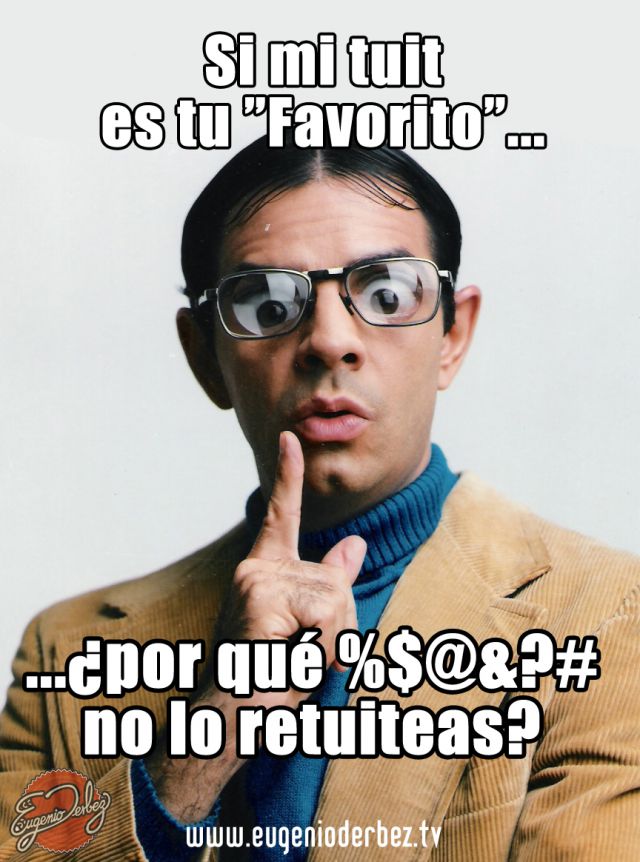 Si mi tuit
es tu "Favorito"...
...¿por qué %$@&?#
no lo retuiteas?
Eugenio Derbez
www.eugenioderbez.tv